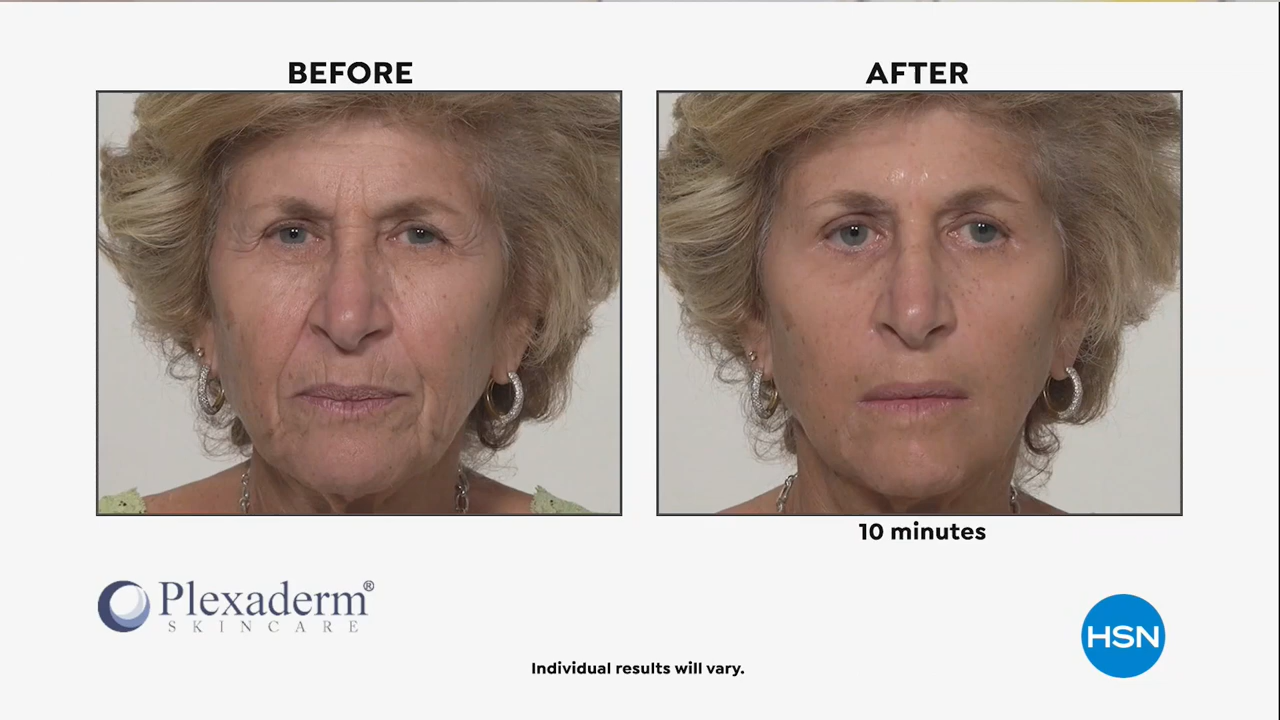 BEFORE
AFTER
10 minutes
Plexaderm®
SKINCARE
HSN
Individual results will vary.